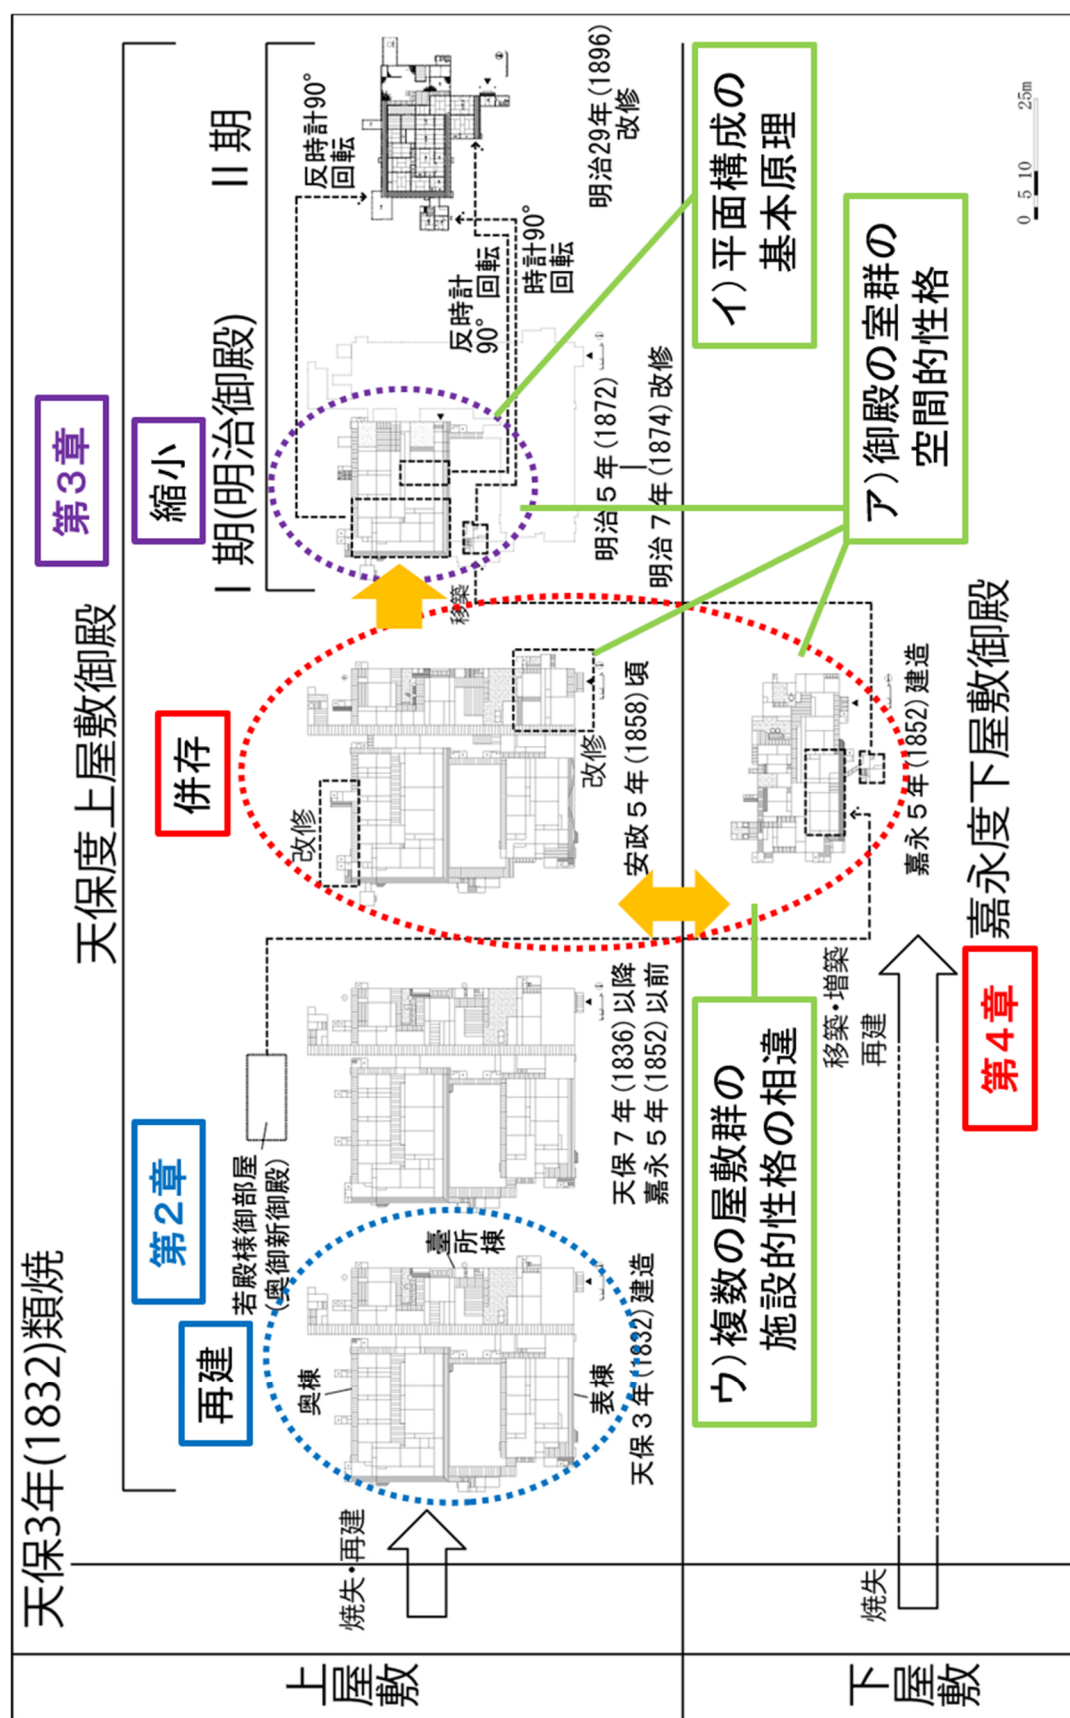 天保3年(1832)類焼
天保度上屋敷御殿
第2章
再建
併存
第3章
縮小
Ⅰ期(明治御殿)
Ⅱ期
上
屋
敷
焼失・再建
若殿様御部屋
(奥御新御殿)
奥棟
臺
所
棟
表棟
天保3年(1832)建造
天保7年(1836)以降
嘉永5年(1852)以前
改修
改修
安政5年(1858)頃
移築
反時計90°
回転
反時計
90° 回転
時計90°
回転
明治5年(1872)
明治7年(1874)改修
明治29年(1896)
改修
下
屋
敷
焼失
ウ)複数の屋敷群の
施設的性格の相違
移築・増築
再建
嘉永5年(1852)建造
嘉永度下屋敷御殿
第4章
ア)御殿の室群の
空間的性格
イ)平面構成の
基本原理
0 5 10 25m